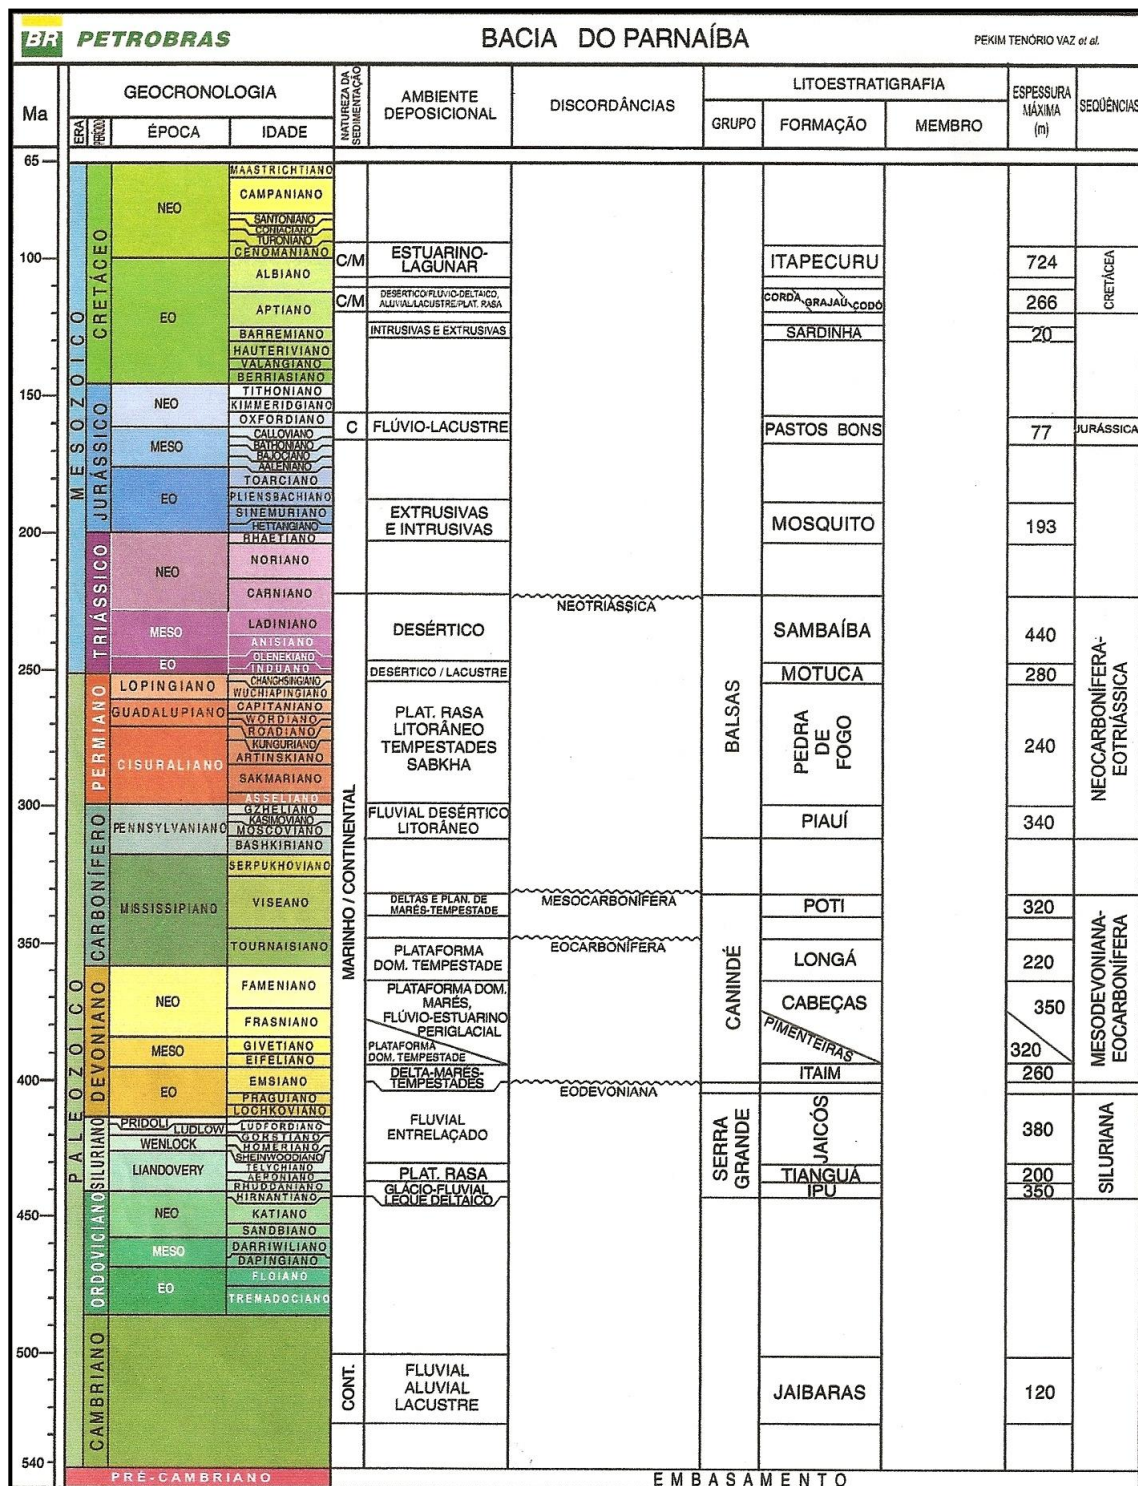 BR PETROBRAS
BACIA DO PARNAÍBA
PEKIM TENÓRIO VAZ et al.
Ma
GEOCRONOLOGIA
ERA
PERÍODO
ÉPOCA
IDADE
NATUREZA DA
SEDIMENTAÇÃO
AMBIENTE
DEPOSICIONAL
DISCORDÂNCIAS
LITOESTRATIGRAFIA
GRUPO
FORMAÇÃO
MEMBRO
ESPESSURA
MÁXIMA
(m)
SEQÜÊNCIAS
65
100
150
200
250
300
350
400
450
500
540
MESOZOICO
PALEOZOICO
CRETÁCEO
JURÁSSICO
TRIÁSSICO
PERMIANO
CARBONÍFERO
DEVONIANO
SILURIANO
ORDOVICIANO
CAMBRIANO
NEO
EO
NEO
MESO
EO
NEO
MESO
EO
LOPINGIANO
GUADALUPIANO
CISURALIANO
PENNSYLVANIANO
MISSISSIPIANO
NEO
MESO
EO
PRIDOLI
LUDLOW
WENLOCK
LIANDOVERY
NEO
MESO
EO
MAASTRICHTIANO
CAMPANIANO
SANTONIANO
CONIACIANO
TURONIANO
CENOMANIANO
ALBIANO
APTIANO
BARREMIANO
HAUTERIVIANO
VALANGIANO
BERRIASIANO
TITHONIANO
KIMMERIDGIANO
OXFORDIANO
CALLOVIANO
BATHONIANO
BAJOCIANO
AALENIANO
TOARCIANO
PLIENSBACHIANO
SINEMURIANO
HETTANGIANO
RHAETIANO
NORIANO
CARNIANO
LADINIANO
ANISIANO
OLENEKIANO
INDUANO
CHANGHSINGIANO
WUCHIAPINGIANO
CAPITANIANO
WORDIANO
ROADIANO
KUNGURIANO
ARTINSKIANO
SAKMARIANO
ASSELIANO
GZHELIANO
KASIMOVIANO
MOSCOVIANO
BASHKIRIANO
SERPUKHOVIANO
VISEANO
TOURNAISIANO
FAMENIANO
FRASNIANO
GIVETIANO
EIFELIANO
EMSIANO
PRAGUIANO
LOCHKOVIANO
LUDFORDIANO
GORSTIANO
HOMERIANO
SHEINWOODIANO
TELYCHIANO
AERONIANO
RHUDDANIANO
HIRNANTIANO
KATIANO
SANDBIANO
DARRIWILIANO
DAPINGIANO
FLOIANO
TREMADOCIANO
C/M
C/M
C
MARINHO / CONTINENTAL
CONT.
ESTUARINO-
LAGUNAR
DESÉRTICO/FLUVIO-DELTAICO,
ALUVIAL/LACUSTRE/PLAT. RASA
INTRUSIVAS E EXTRUSIVAS
FLÚVIO-LACUSTRE
EXTRUSIVAS
E INTRUSIVAS
DESÉRTICO
DESÉRTICO / LACUSTRE
PLAT. RASA
LITORÂNEO
TEMPESTADES
SABKHA
FLUVIAL DESÉRTICO
LITORÂNEO
DELTAS E PLAN. DE
MARÉS-TEMPESTADE
PLATAFORMA
DOM. TEMPESTADE
PLATAFORMA DOM.
MARÉS,
FLÚVIO-ESTUARINO
PERIGLACIAL
PLATAFORMA
DOM. TEMPESTADE
DELTA-MARÉS-
TEMPESTADES
FLUVIAL
ENTRELAÇADO
PLAT. RASA
GLÁCIO-FLUVIAL
LEQUE DELTAICO
FLUVIAL
ALUVIAL
LACUSTRE
NEOTRIÁSSICA
MESOCARBONÍFERA
EOCARBONÍFERA
EODEVONIANA
BALSAS
CANINDÉ
SERRA
GRANDE
ITAPECURU
CORDA GRAJAÚ CODÓ
SARDINHA
PASTOS BONS
MOSQUITO
SAMBAÍBA
MOTUCA
PEDRA
DE
FOGO
PIAUÍ
POTI
LONGÁ
CABEÇAS
PIMENTEIRAS
ITAIM
JAICÓS
TIANGUÁ
IPU
JAIBARAS
724
266
20
77
193
440
280
240
340
320
220
350
320
260
380
200
350
120
CRETÁCEA
JURÁSSICA
NEOCARBONÍFERA-
EOTRIÁSSICA
MESODEVONIANA-
EOCARBONÍFERA
SILURIANA
PRÉ-CAMBRIANO
EMBASAMENTO